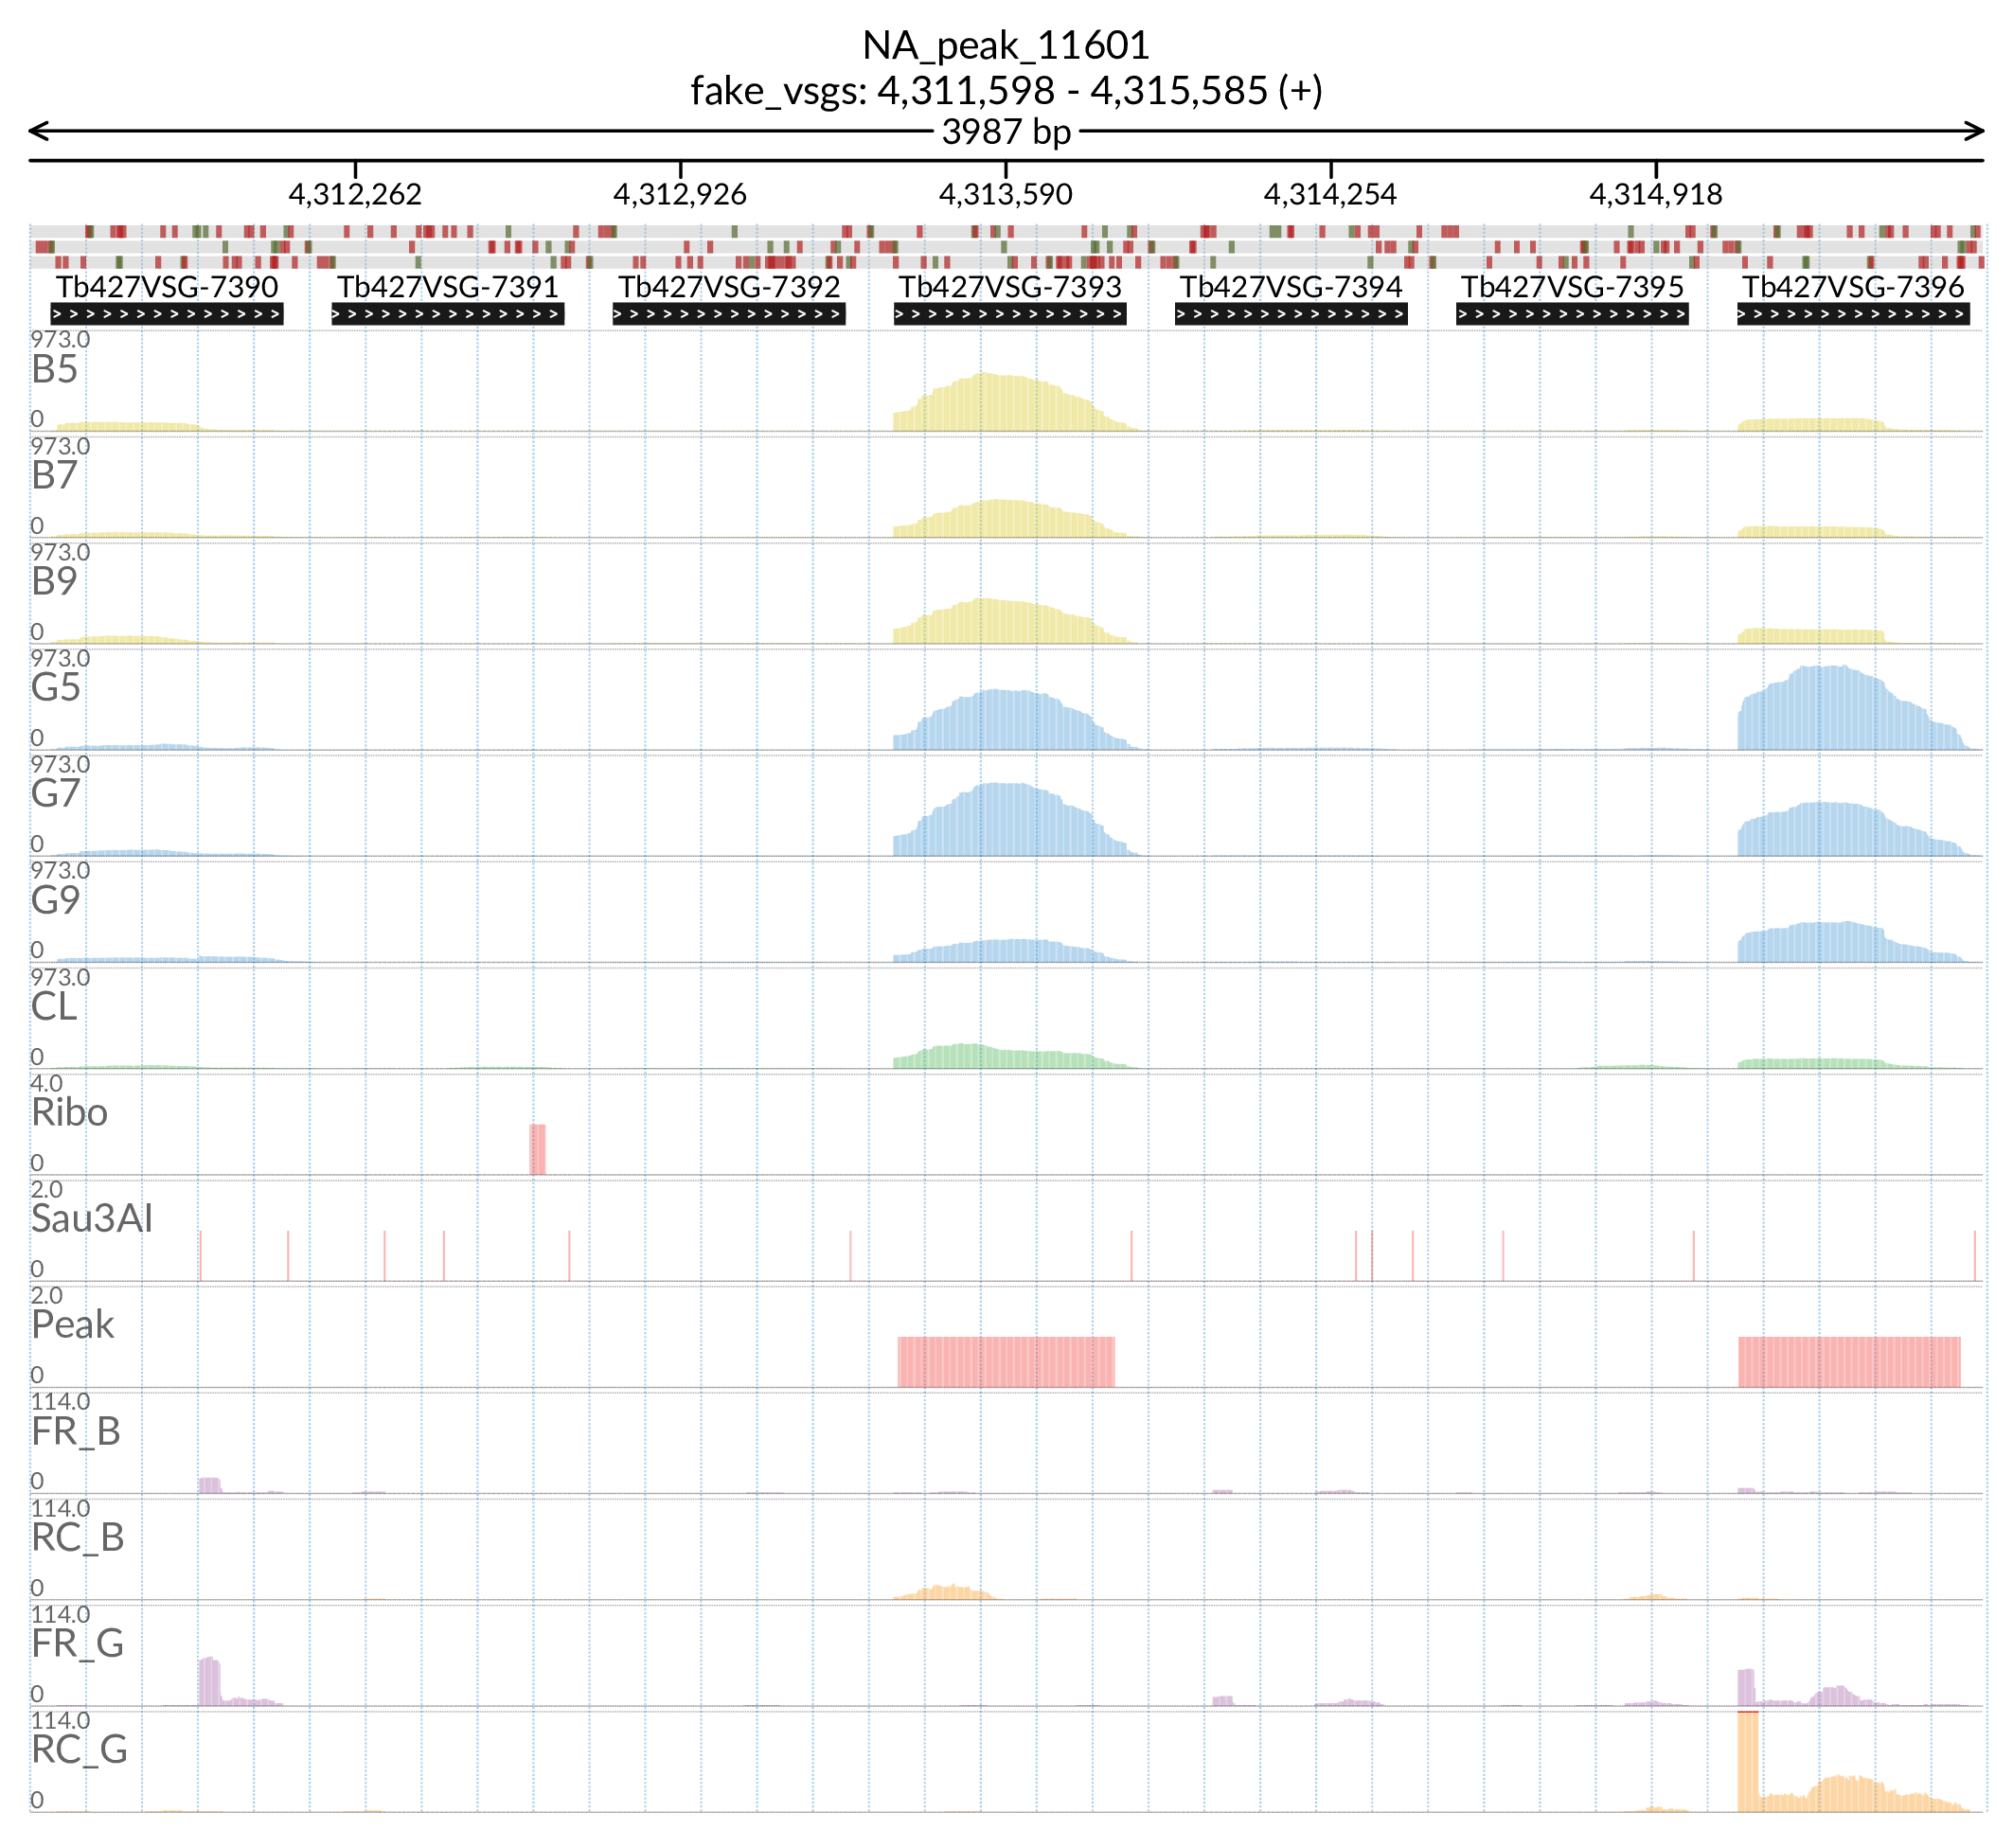 NA_peak_11601
fake_vsgs: 4,311,598 - 4,315,585 (+)
3987 bp
4,312,262 4,312,926 4,313,590 4,314,254 4,314,918
Tb427VSG-7390 Tb427VSG-7391 Tb427VSG-7392 Tb427VSG-7393 Tb427VSG-7394 Tb427VSG-7395 Tb427VSG-7396
973.0
B5
0
973.0
B7
0
973.0
B9
0
973.0
G5
0
973.0
G7
0
973.0
G9
0
973.0
CL
0
4.0
Ribo
0
2.0
Sau3AI
0
2.0
Peak
0
114.0
FR_B
0
114.0
RC_B
0
114.0
FR_G
0
114.0
RC_G
0